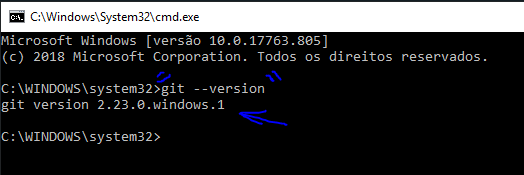 C:\Windows\System32\cmd.exe
Microsoft Windows [versão 10.0.17763.805]
(c) 2018 Microsoft Corporation. Todos os direitos reservados.
C:\WINDOWS\system32>git --version
git version 2.23.0.windows.1
C:\WINDOWS\system32>